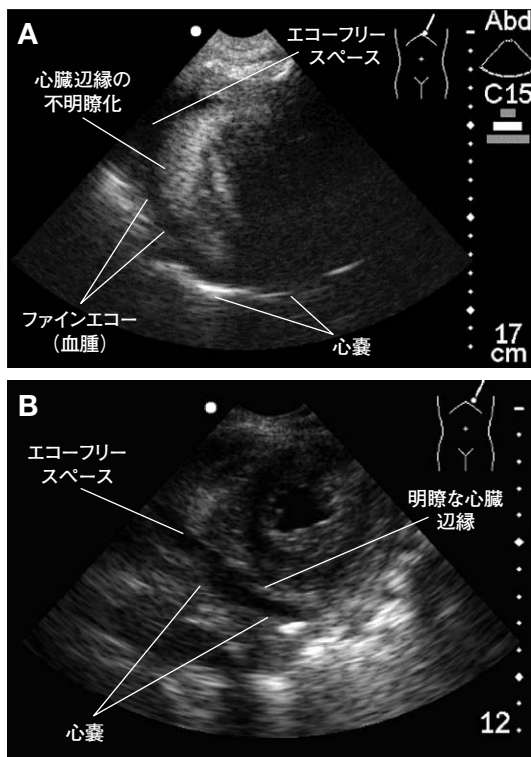 A
エコーフリー
スペース
Abd
心臓辺縁の
不明瞭化
C15
ファインエコー
(血腫)
心嚢
17
cm
B
エコーフリー
スペース
明瞭な心臓
辺縁
心嚢
12